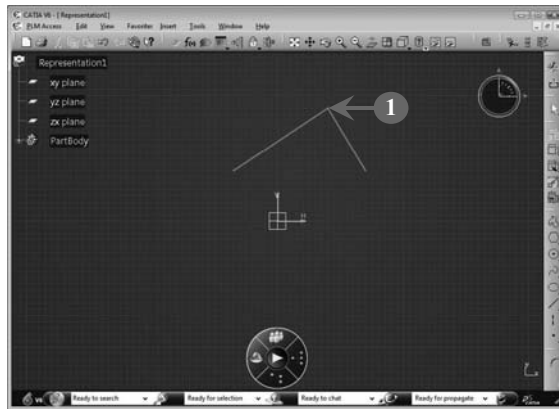 CATIA V6 - [ Representation1]
PLM Access Edit View Favorites Insert Tools Window Help
Representation1
xy plane
yz plane
zx plane
PartBody
1
V
H
V6 Ready to search Ready for selection Ready to chat Ready for propagate